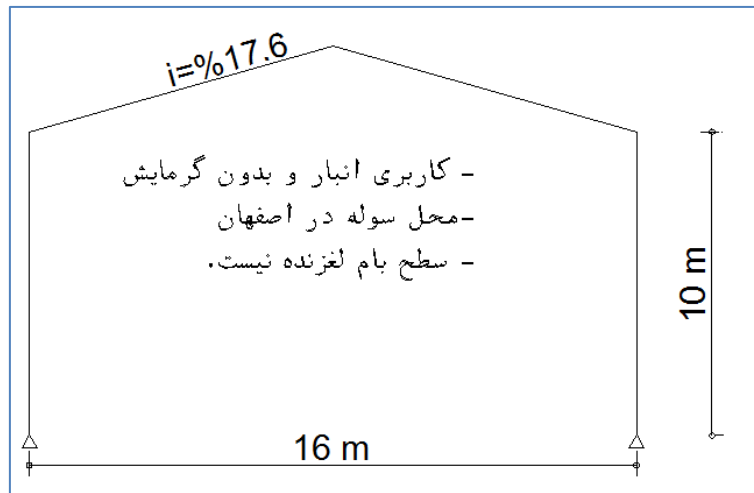 i=%17.6
- کاربری انبار و بدون گرمایش
-محل سوله در اصفهان
- سطح بام لغزنده نیست.
10 m
16 m